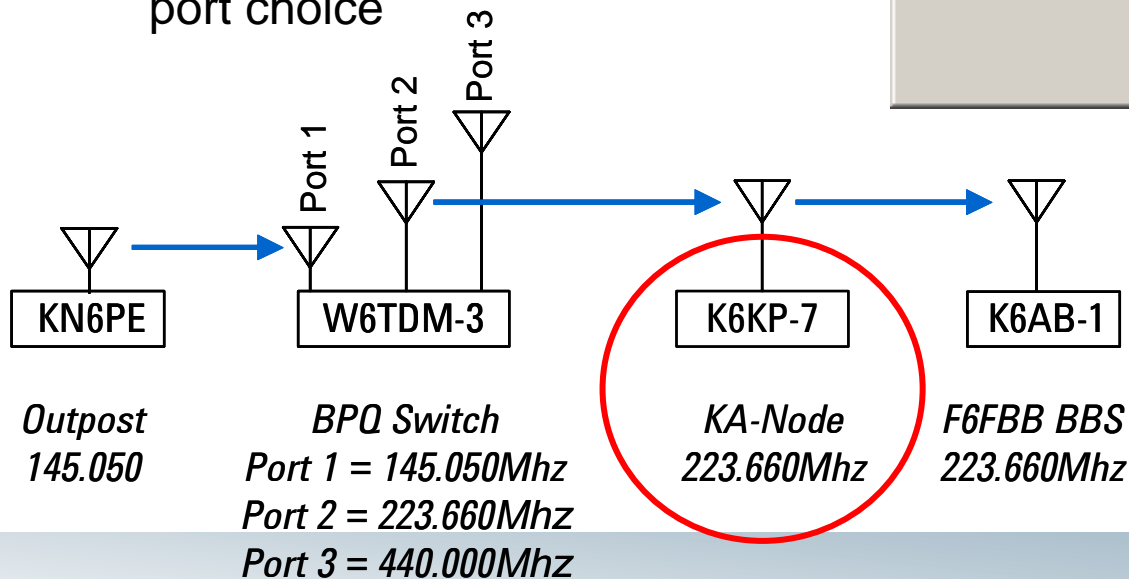 port choice
Port 1
Port 2
Port 3
KN6PE
W6TDM-3
K6KP-7
K6AB-1
Outpost
145.050
BPQ Switch
Port 1 = 145.050Mhz
Port 2 = 223.660Mhz
Port 3 = 440.000Mhz
KA-Node
223.660Mhz
F6FBB BBS
223.660Mhz